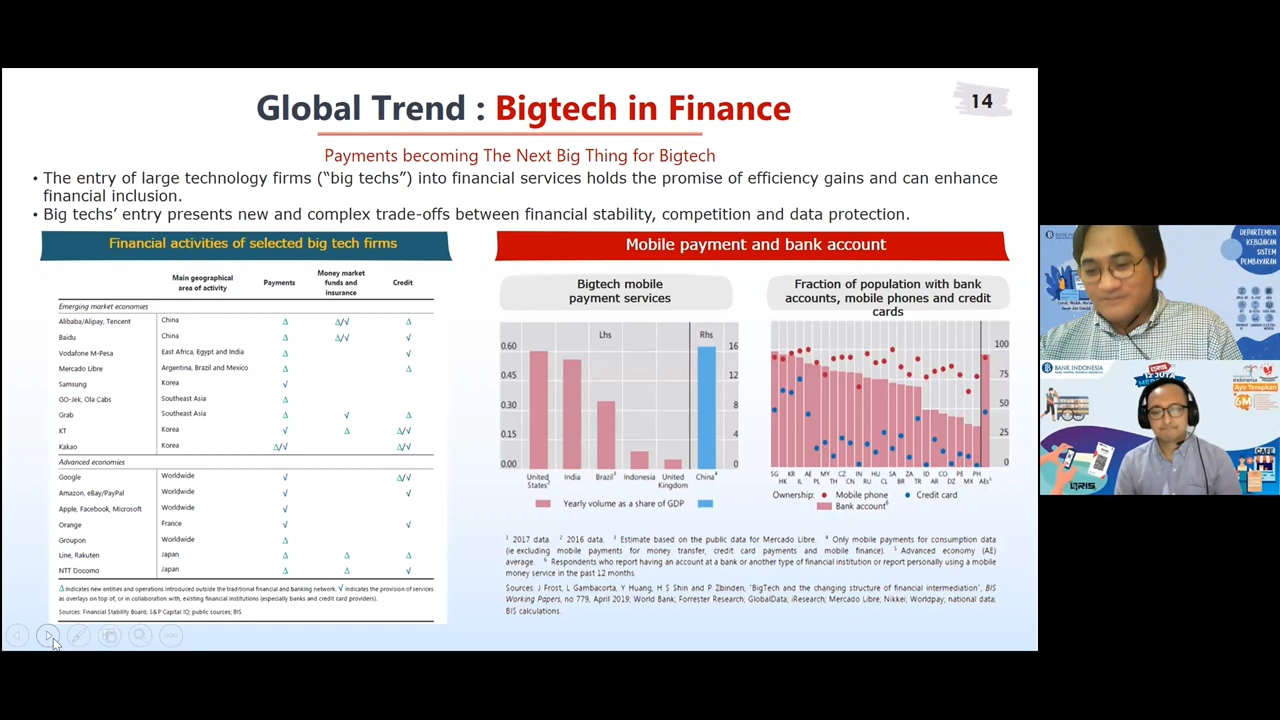 Global Trend : Bigtech in Finance
14
Payments becoming The Next Big Thing for Bigtech
• The entry of large technology firms (“big techs”) into financial services holds the promise of efficiency gains and can enhance
financial inclusion.
• Big techs’ entry presents new and complex trade-offs between financial stability, competition and data protection.
Financial activities of selected big tech firms
Main geographical area of activity Payments Money market funds and insurance Credit
Emerging market economies
Alibaba/Alipay, Tencent China Δ Δ/√ Δ
Baidu China Δ Δ/√ √
Vodafone M-Pesa East Africa, Egypt and India Δ √
Mercado Libre Argentina, Brazil and Mexico Δ Δ
Samsung Korea √
GO-Jek, Ola Cabs Southeast Asia Δ
Grab Southeast Asia Δ √ Δ
KT Korea √ Δ Δ/√
Kakao Korea Δ/√ Δ/√
Advanced economies
Google Worldwide √ Δ/√
Amazon, eBay/PayPal Worldwide √ √
Apple, Facebook, Microsoft Worldwide √
Orange France √ √
Groupon Worldwide Δ
Line, Rakuten Japan Δ Δ Δ
NTT Docomo Japan Δ Δ √
Δ indicates new entities and operations introduced outside the traditional financial and banking network. √ indicates the provision of services
as overlays on top of, or in collaboration with, existing financial institutions (especially banks and credit card providers).
Sources: Financial Stability Board, S&P Capital IQ; public sources; BIS
Mobile payment and bank account
Bigtech mobile
payment services
Lhs Rhs
0.60 16
0.45 12
0.30 8
0.15 4
0.00 0
United States² India Brazil³ Indonesia United Kingdom China⁴
Yearly volume as a share of GDP
Fraction of population with bank
accounts, mobile phones and credit
cards
100
75
50
25
0
SG KR AE MY CZ IN HU SA ZA ID CO PE PH
HK IL PL TH CN RU CL BR TR AR DZ MX AEs⁵
Ownership: Mobile phone Credit card
Bank account⁶
¹ 2017 data. ² 2016 data. ³ Estimate based on the public data for Mercado Libre. ⁴ Only mobile payments for consumption data
(ie excluding mobile payments for money transfer, credit card payments and mobile finance). ⁵ Advanced economy (AE)
average. ⁶ Respondents who report having an account at a bank or another type of financial institution or report personally using a mobile
money service in the past 12 months.
Sources: J Frost, L Gambacorta, Y Huang, H S Shin and P Zbinden, “BigTech and the changing structure of financial intermediation”, BIS
Working Papers, no 779, April 2019; World Bank; Forrester Research; GlobalData; iResearch; Mercado Libre; Nikkei; Worldpay; national data;
BIS calculations.
DEPARTEMEN
KEBIJAKAN
SISTEM
PEMBAYARAN
BANK INDONESIA
QRIS
12 JUTA
Ayo Terapkan
CAFE
QRIS